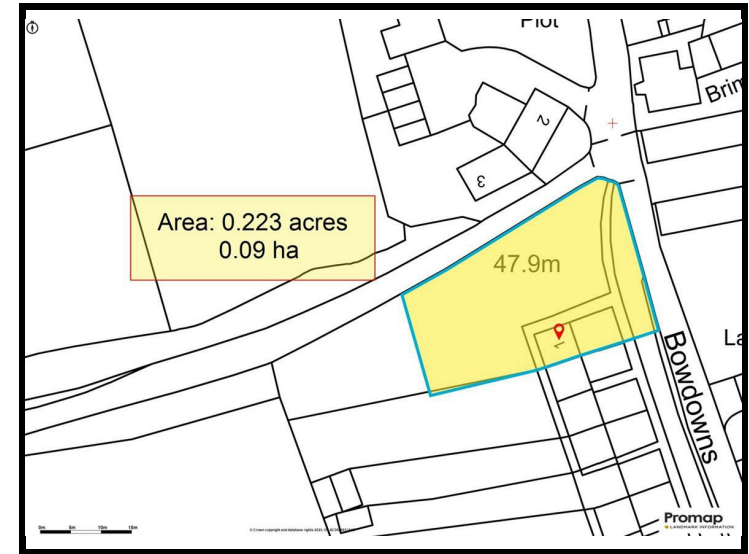 Plot
Brim
2
3
Area: 0.223 acres
0.09 ha
47.9m
1
Bowdowns
La
0m 5m 10m 15m
Promap
LANDMARK INFORMATION